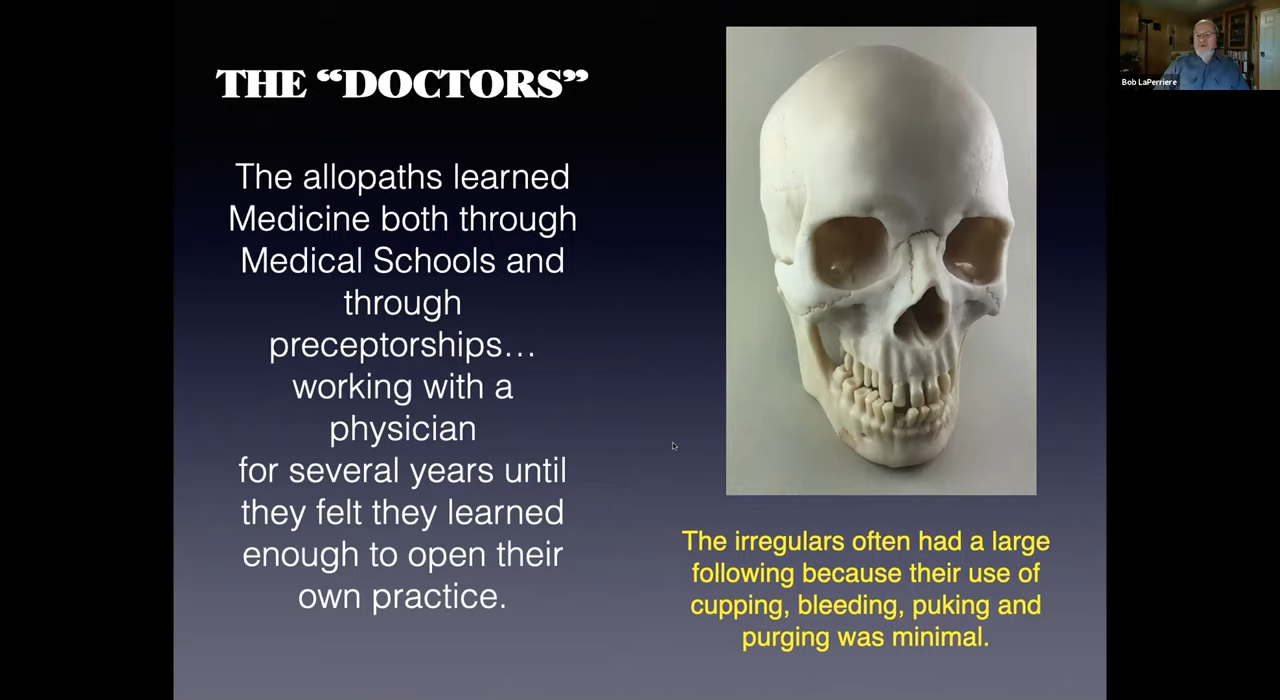 THE “DOCTORS”
The allopaths learned
Medicine both through
Medical Schools and
through
preceptorships…
working with a
physician
for several years until
they felt they learned
enough to open their
own practice.
The irregulars often had a large
following because their use of
cupping, bleeding, puking and
purging was minimal.
Bob LaPerriere